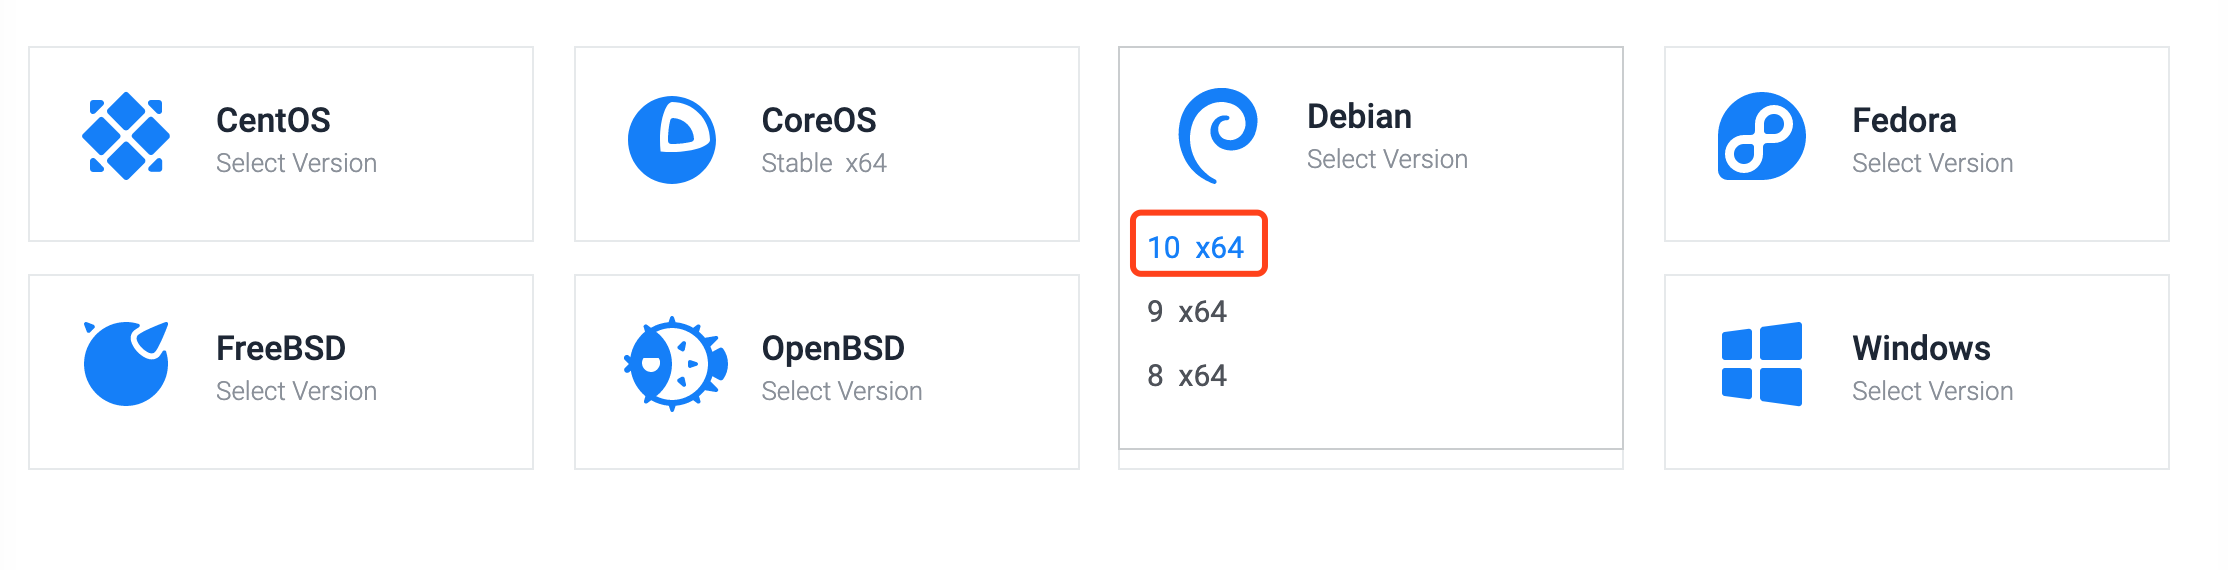 CentOS
Select Version
CoreOS
Stable x64
Debian
Select Version
10 x64
9 x64
8 x64
Fedora
Select Version
FreeBSD
Select Version
OpenBSD
Select Version
Windows
Select Version